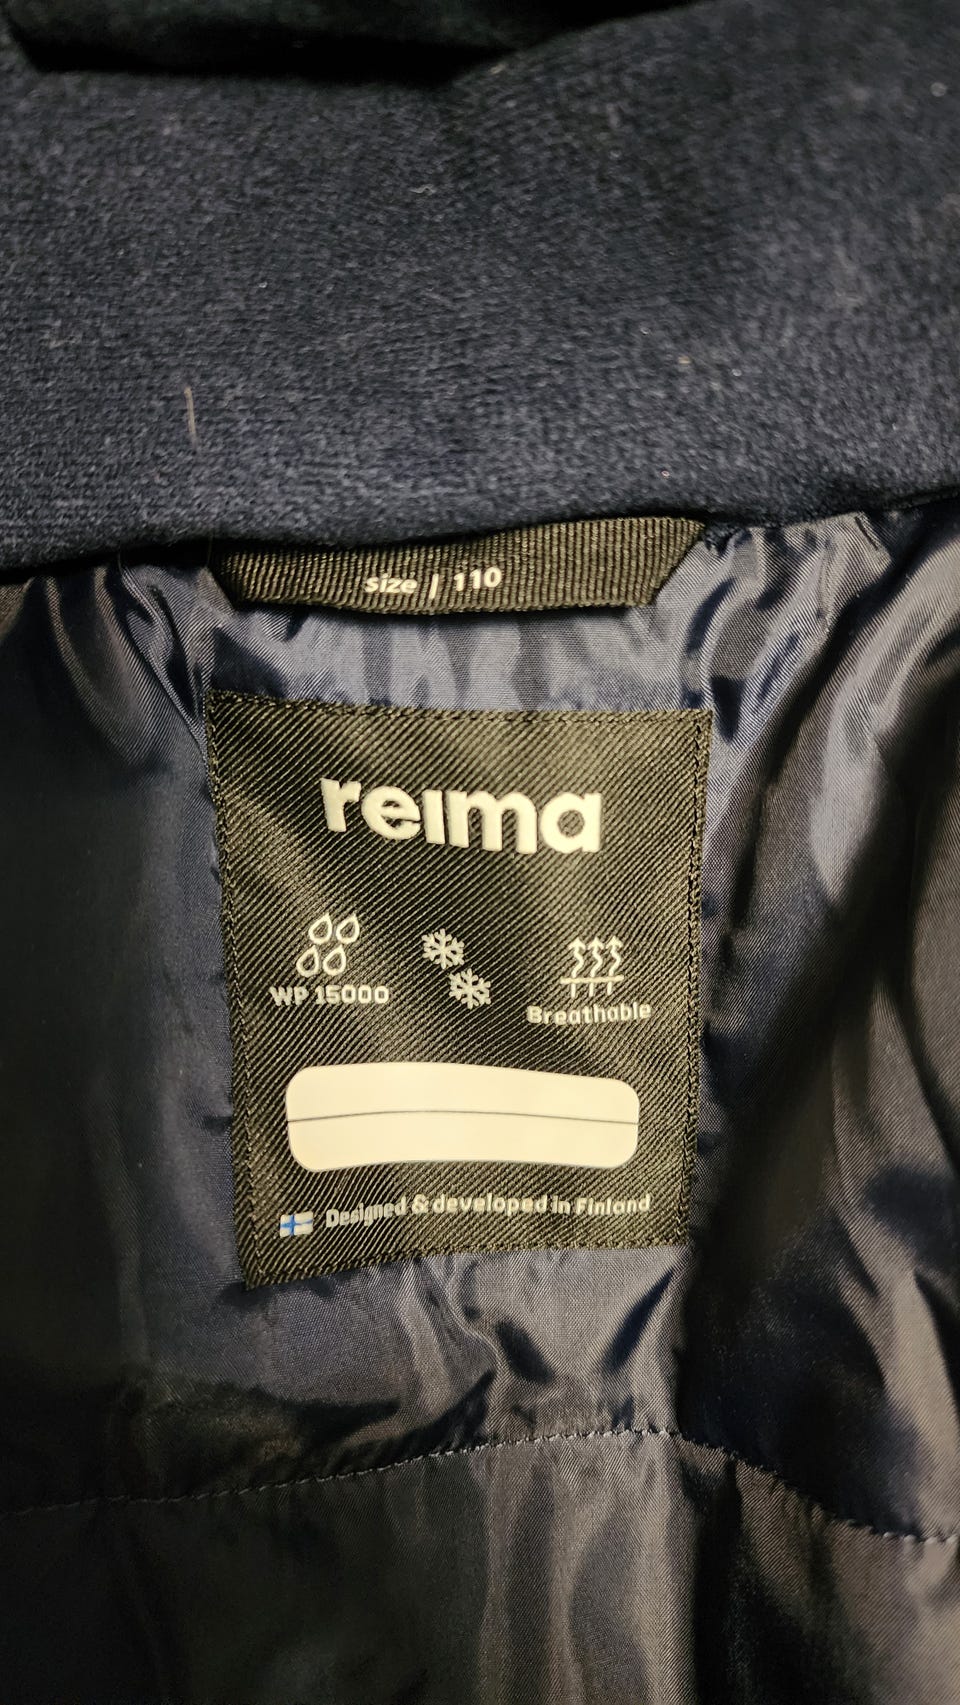 size / 110
reima
WP 15000
Breathable
Designed & developed in Finland